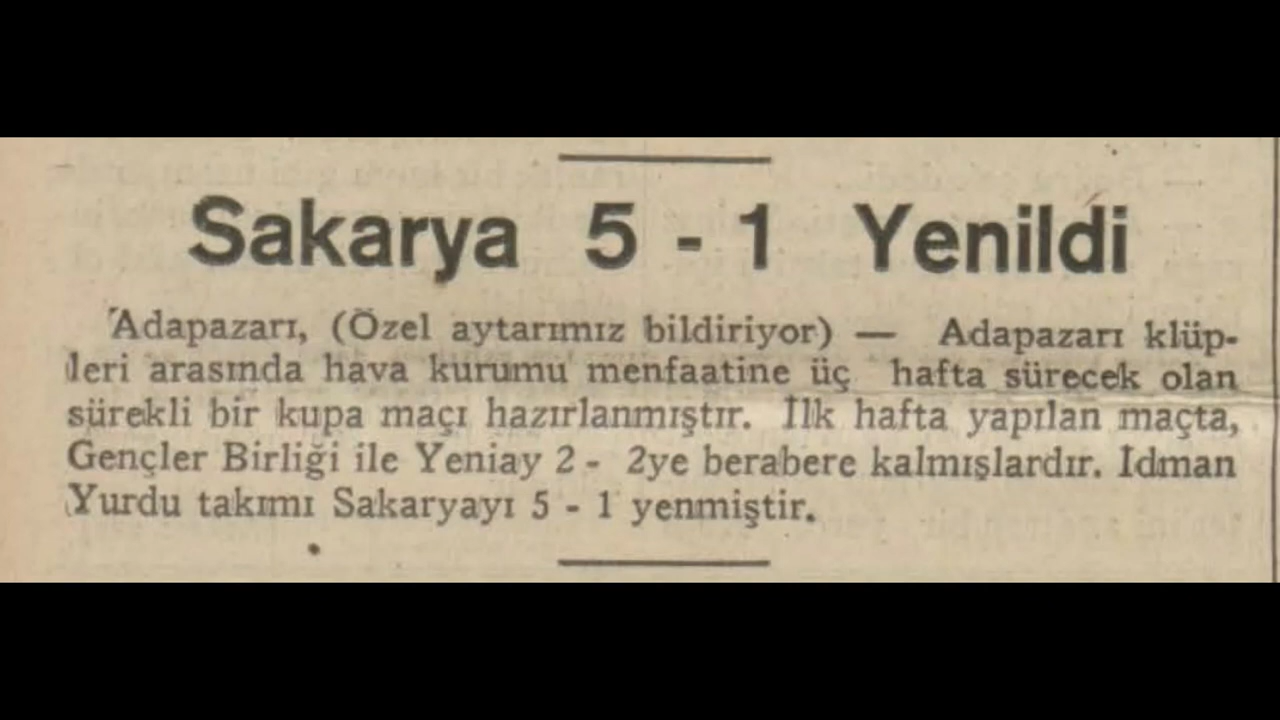 Sakarya 5 - 1 Yenildi
Adapazarı, (Özel aytarımız bildiriyor) — Adapazarı klüp-
leri arasında hava kurumu menfaatine üç hafta sürecek olan
sürekli bir kupa maçı hazırlanmıştır. İlk hafta yapılan maçta,
Gençler Birliği ile Yeniay 2 - 2ye berabere kalmışlardır. İdman
Yurdu takımı Sakaryayı 5 - 1 yenmiştir.